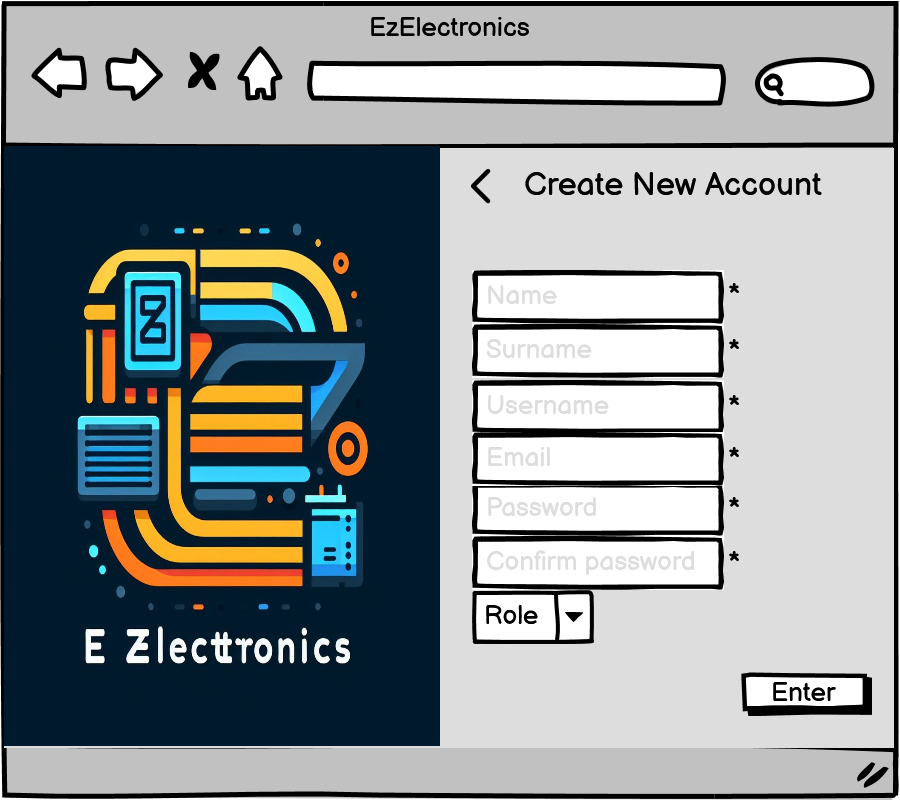 EzElectronics
Create New Account
Name *
Surname *
Username *
Email *
Password *
Confirm password *
Role
Enter
E Zlecttronics